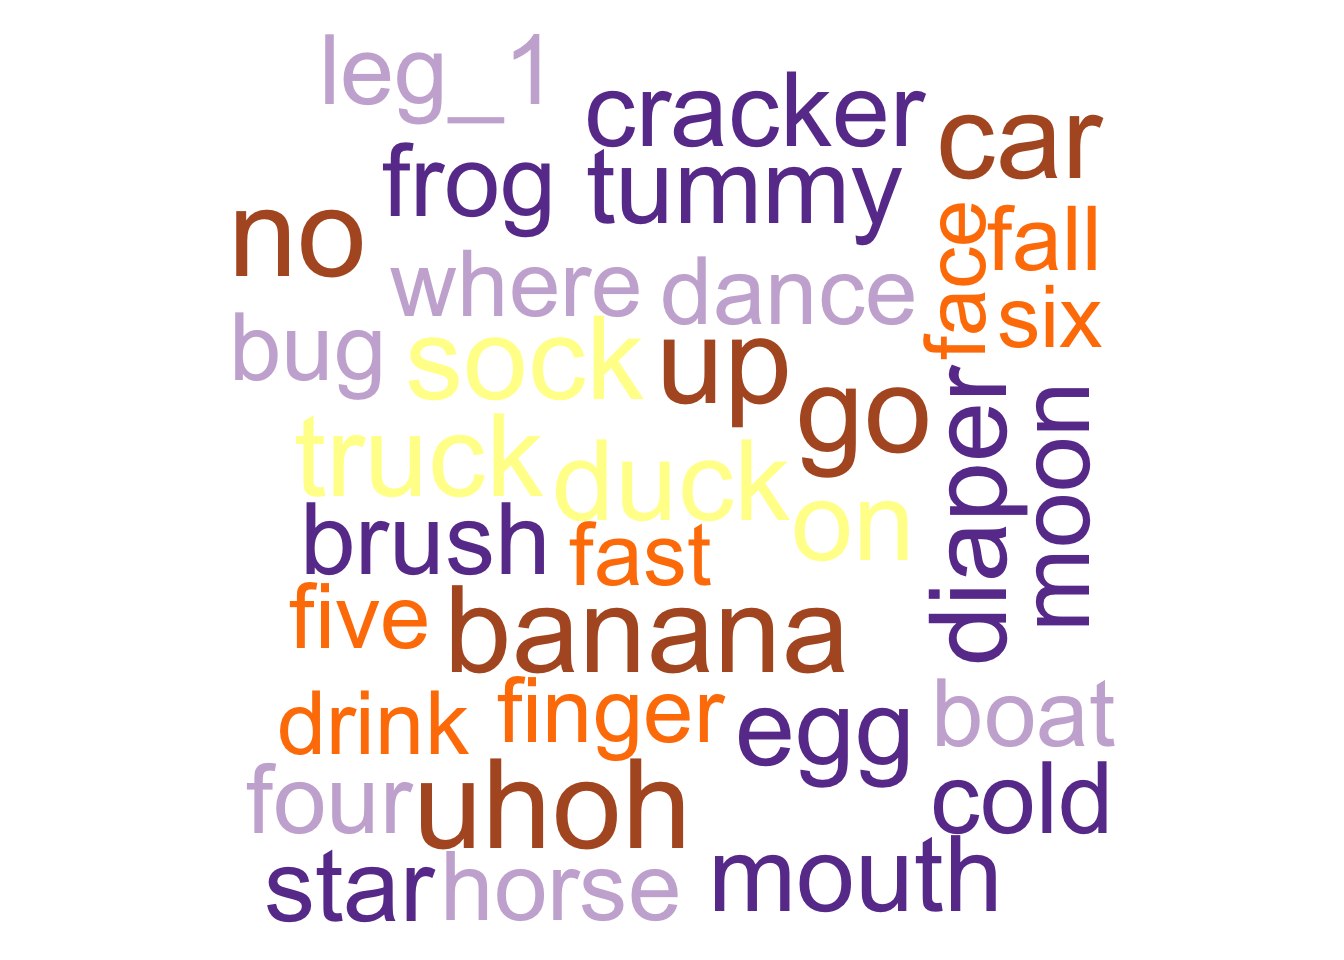 leg_1
cracker
car
frog
tummy
no
face
fall
where
dance
six
bug
sock
up
go
diaper
moon
truck
duck
on
brush
fast
five
banana
drink
finger
egg
boat
four
uhoh
cold
star
horse
mouth